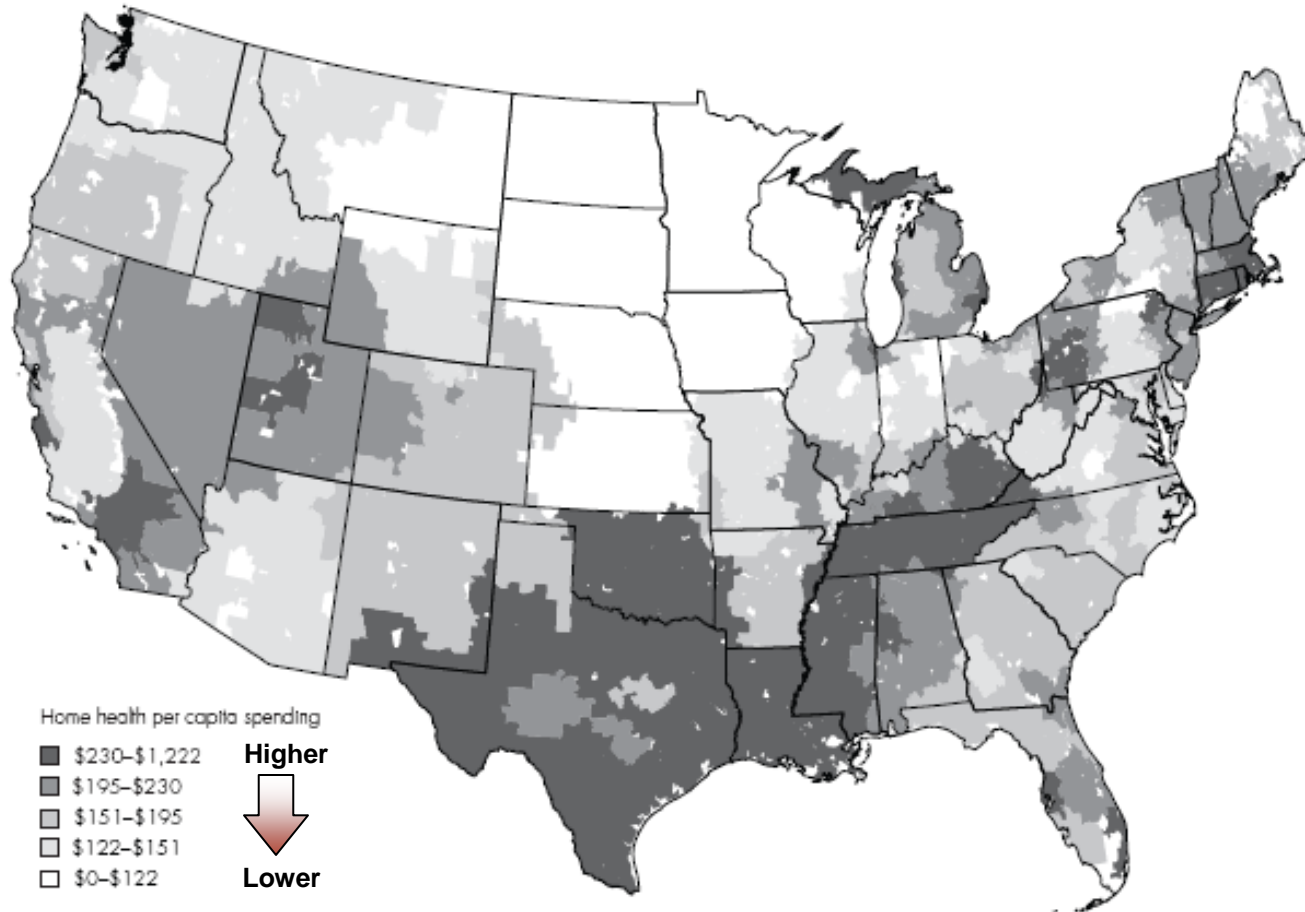 Home health per capita spending
$230–$1,222
$195–$230
$151–$195
$122–$151
$0–$122
Higher
Lower